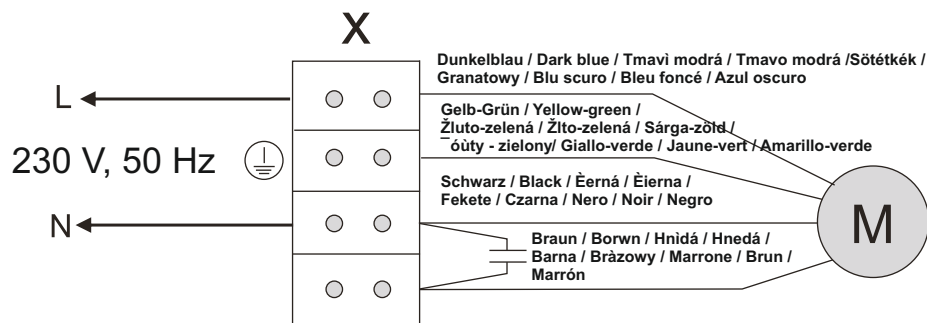 X
Dunkelblau / Dark blue / Tmavì modrá / Tmavo modrá /Sötétkék /
Granatowy / Blu scuro / Bleu foncé / Azul oscuro
L
Gelb-Grün / Yellow-green /
Žluto-zelená / Žlto-zelená / Sárga-zöld /
¯óùty - zielony/ Giallo-verde / Jaune-vert / Amarillo-verde
230 V, 50 Hz
Schwarz / Black / Èerná / Èierna /
Fekete / Czarna / Nero / Noir / Negro
M
N
Braun / Borwn / Hnìdá / Hnedá /
Barna / Bràzowy / Marrone / Brun /
Marrón